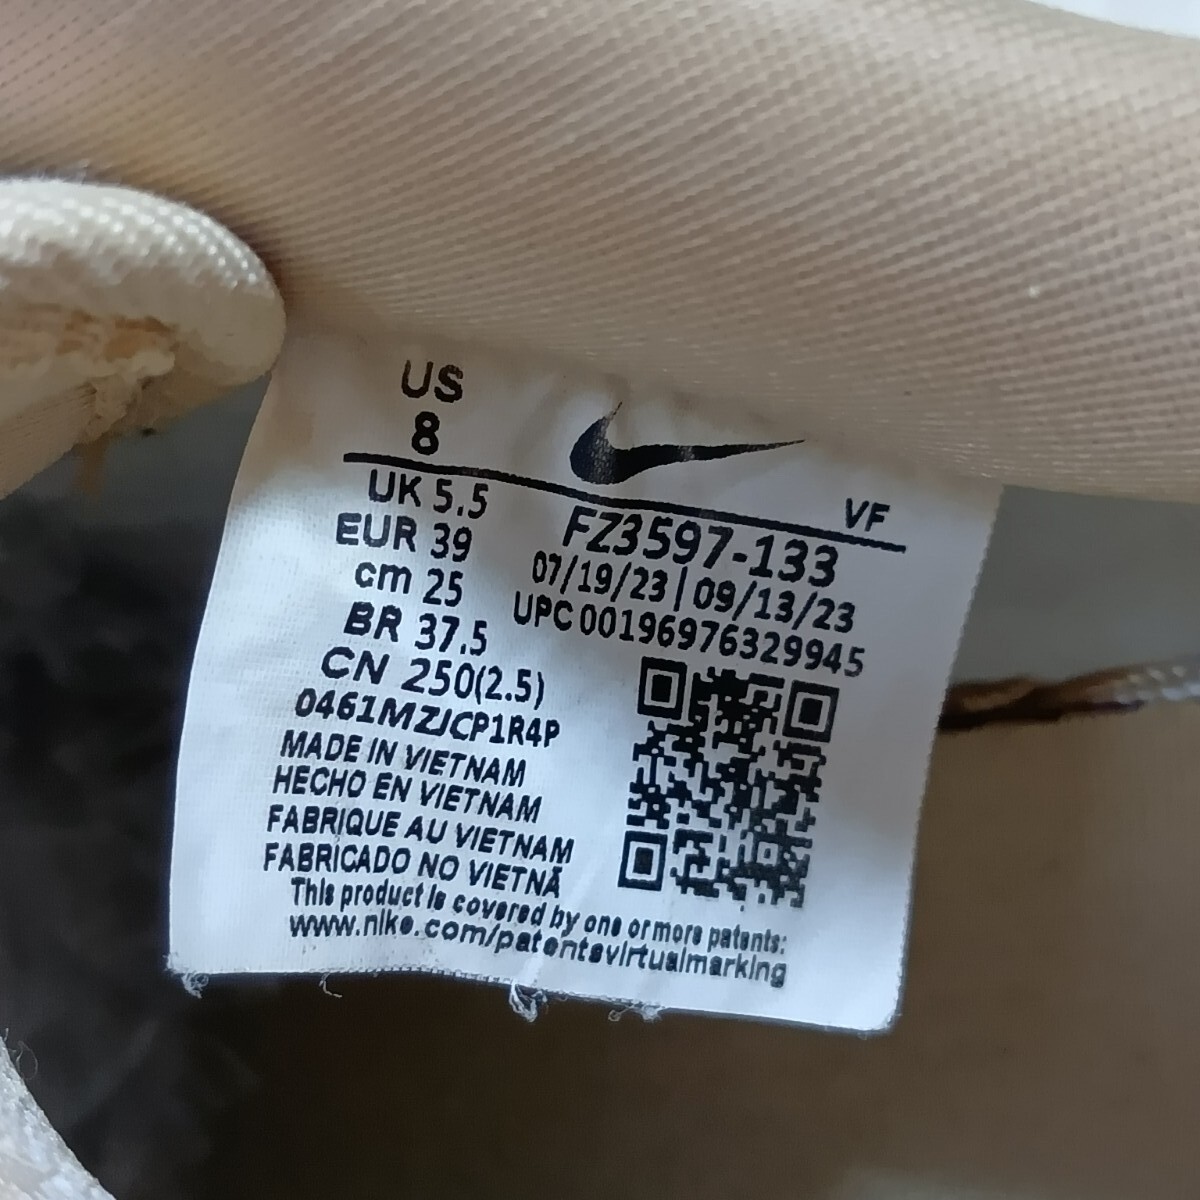 US
8
VF
UK 5.5
EUR 39
cm 25
BR 37.5
CN 250(2.5)
FZ3597-133
07/19/23 | 09/13/23
UPC 00196976329945
0461MZJCP1R4P
MADE IN VIETNAM
HECHO EN VIETNAM
FABRIQUE AU VIETNAM
FABRICADO NO VIETNÃ
This product is covered by one or more patents:
www.nike.com/patentsvirtualmarking